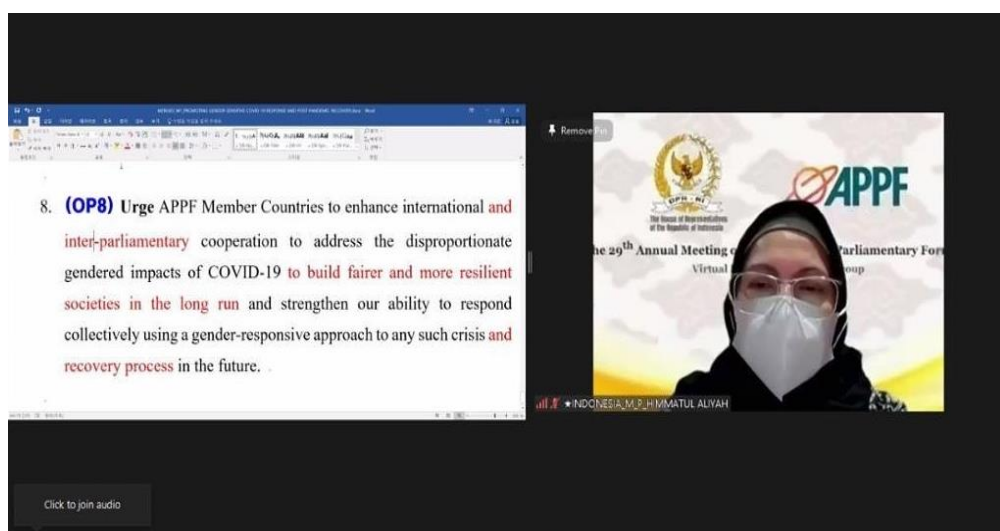 8. (OP8) Urge APPF Member Countries to enhance international and
inter-parliamentary cooperation to address the disproportionate
gendered impacts of COVID-19 to build fairer and more resilient
societies in the long run and strengthen our ability to respond
collectively using a gender-responsive approach to any such crisis and
recovery process in the future.
Remove Pin
DPR - RI
The House of Representatives
of the Republic of Indonesia
APPF
he 29th Annual Meeting
Parliamentary For
Virtual
oup
★INDONESIA_M_P_HIMMATUL ALIYAH
Click to join audio